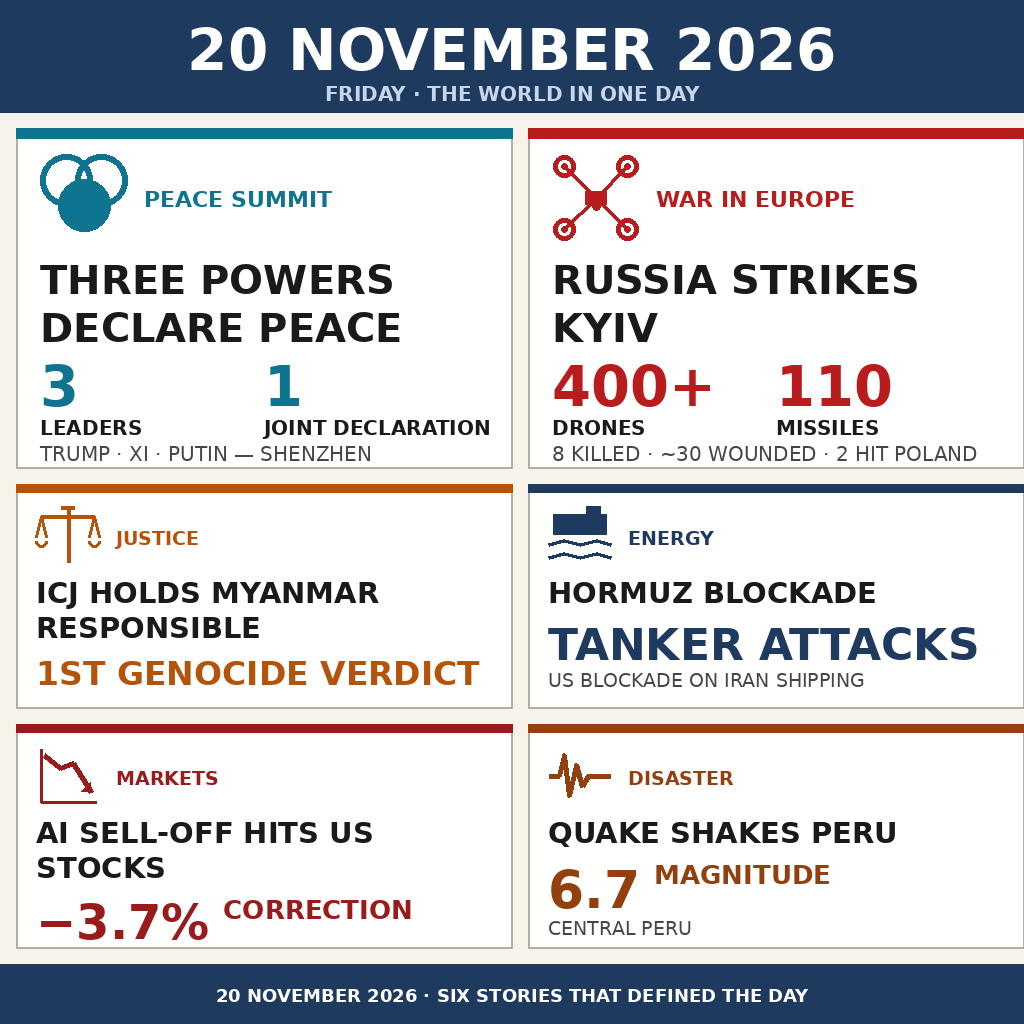 20 NOVEMBER 2026
FRIDAY · THE WORLD IN ONE DAY
PEACE SUMMIT
THREE POWERS
DECLARE PEACE
3
LEADERS
1
JOINT DECLARATION
TRUMP · XI · PUTIN — SHENZHEN
WAR IN EUROPE
RUSSIA STRIKES
KYIV
400+
DRONES
110
MISSILES
8 KILLED · ~30 WOUNDED · 2 HIT POLAND
JUSTICE
ICJ HOLDS MYANMAR
RESPONSIBLE
1ST GENOCIDE VERDICT
ENERGY
HORMUZ BLOCKADE
TANKER ATTACKS
US BLOCKADE ON IRAN SHIPPING
MARKETS
AI SELL-OFF HITS US
STOCKS
−3.7% CORRECTION
DISASTER
QUAKE SHAKES PERU
6.7 MAGNITUDE
CENTRAL PERU
20 NOVEMBER 2026 · SIX STORIES THAT DEFINED THE DAY